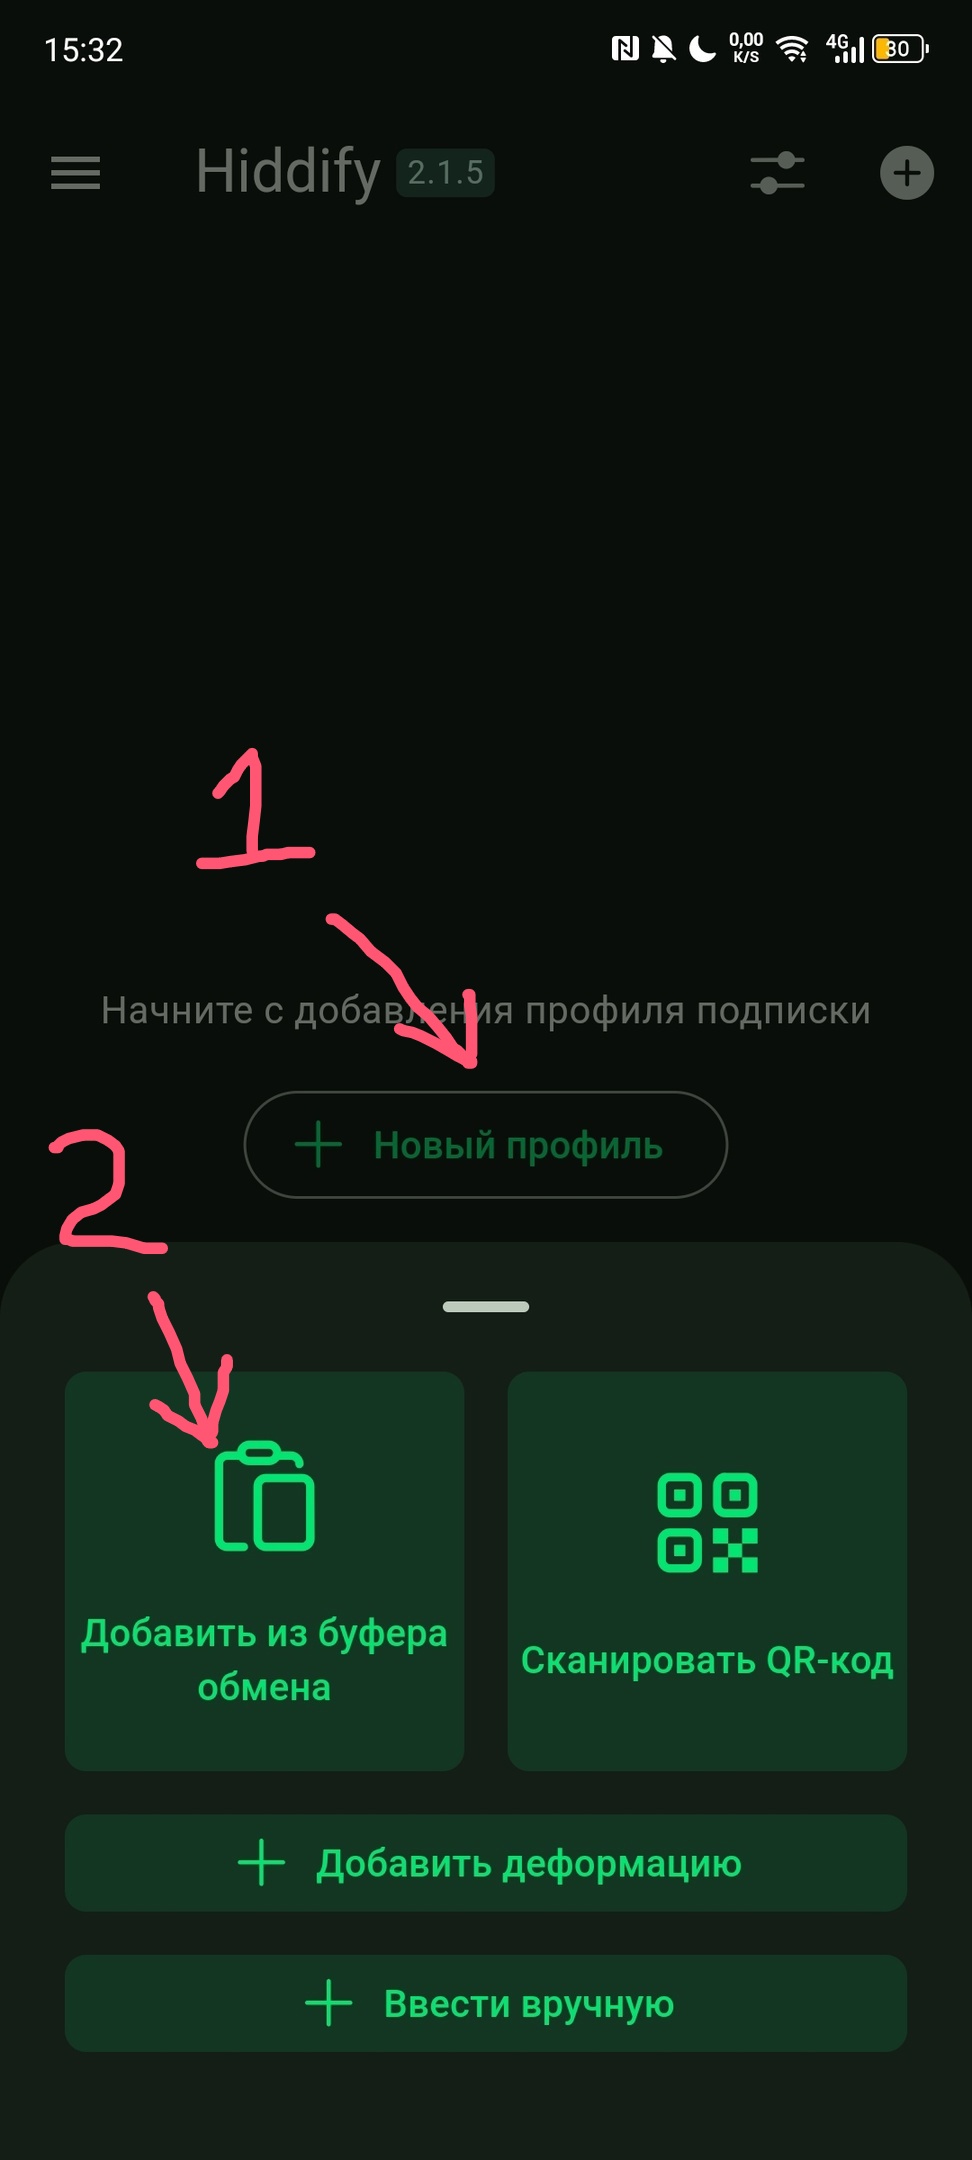 15:32
0,00
K/S
4G
30
Hiddify 2.1.5
1
Начните с добавления профиля подписки
Новый профиль
2
Добавить из буфера
обмена
Сканировать QR-код
Добавить деформацию
Ввести вручную